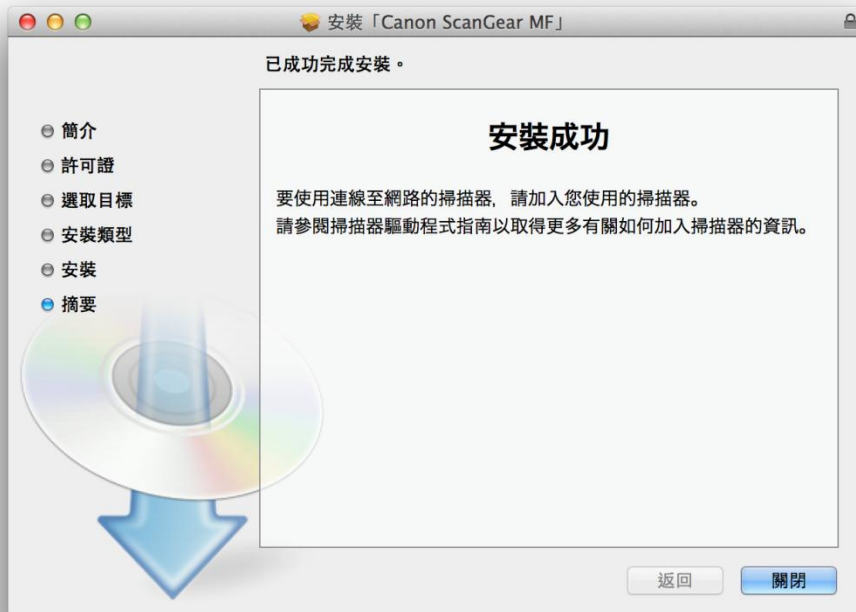 安裝「Canon ScanGear MF」
已成功完成安裝。
簡介
許可證
選取目標
安裝類型
安裝
摘要
安裝成功
要使用連線至網路的掃描器，請加入您使用的掃描器。
請參閱掃描器驅動程式指南以取得更多有關如何加入掃描器的資訊。
返回
關閉